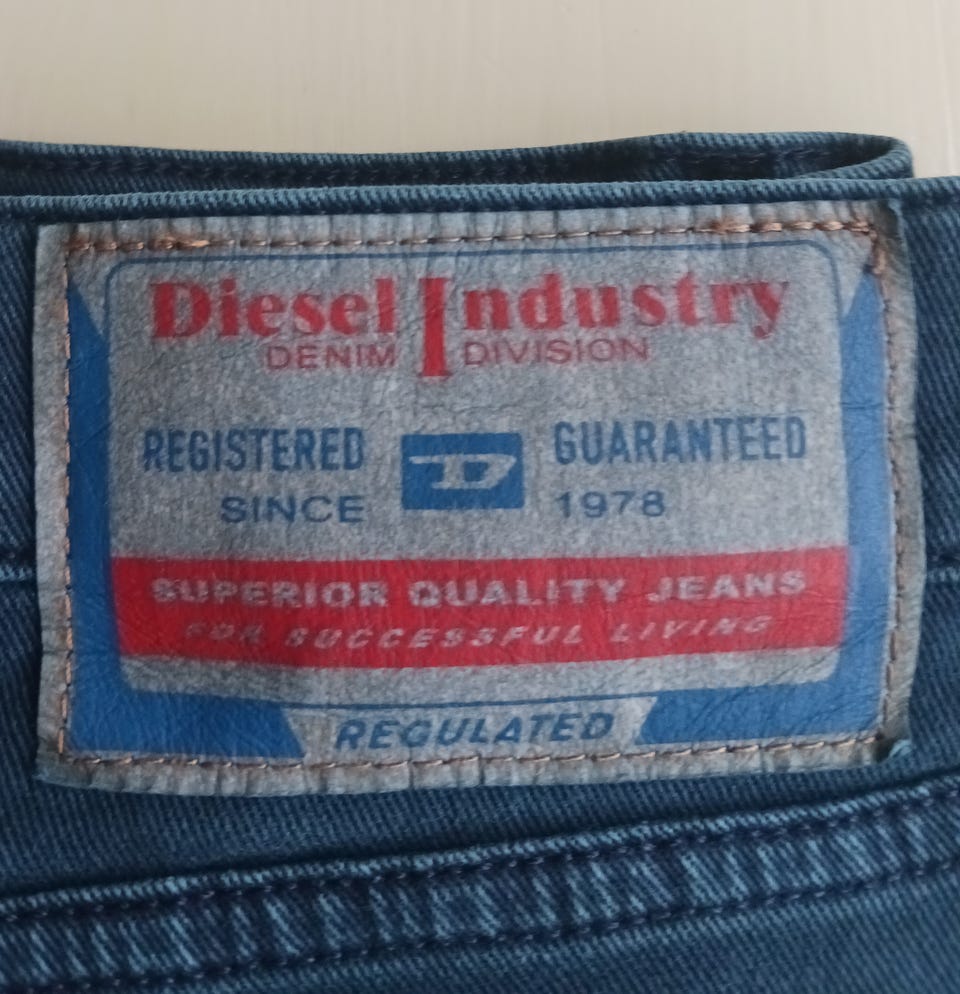 Diesel Industry
DENIM DIVISION
REGISTERED D GUARANTEED
SINCE 1978
SUPERIOR QUALITY JEANS
FOR SUCCESSFUL LIVING
REGULATED